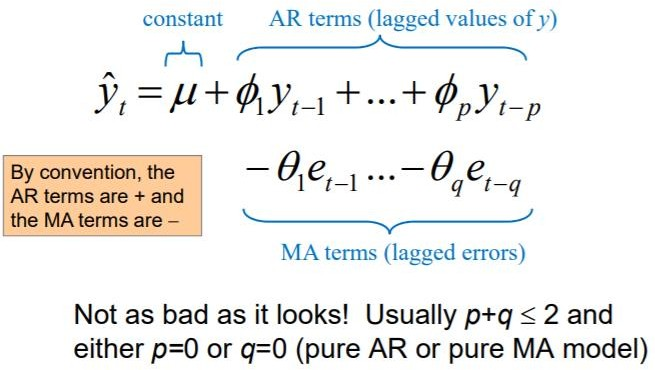 constant AR terms (lagged values of y)
ŷₜ = μ + ϕ₁yₜ₋₁ + ... + ϕₚyₜ₋ₚ
By convention, the
AR terms are + and
the MA terms are –
− θ₁eₜ₋₁ ... − θ_q e_{t−q}
MA terms (lagged errors)
Not as bad as it looks! Usually p+q ≤ 2 and
either p=0 or q=0 (pure AR or pure MA model)